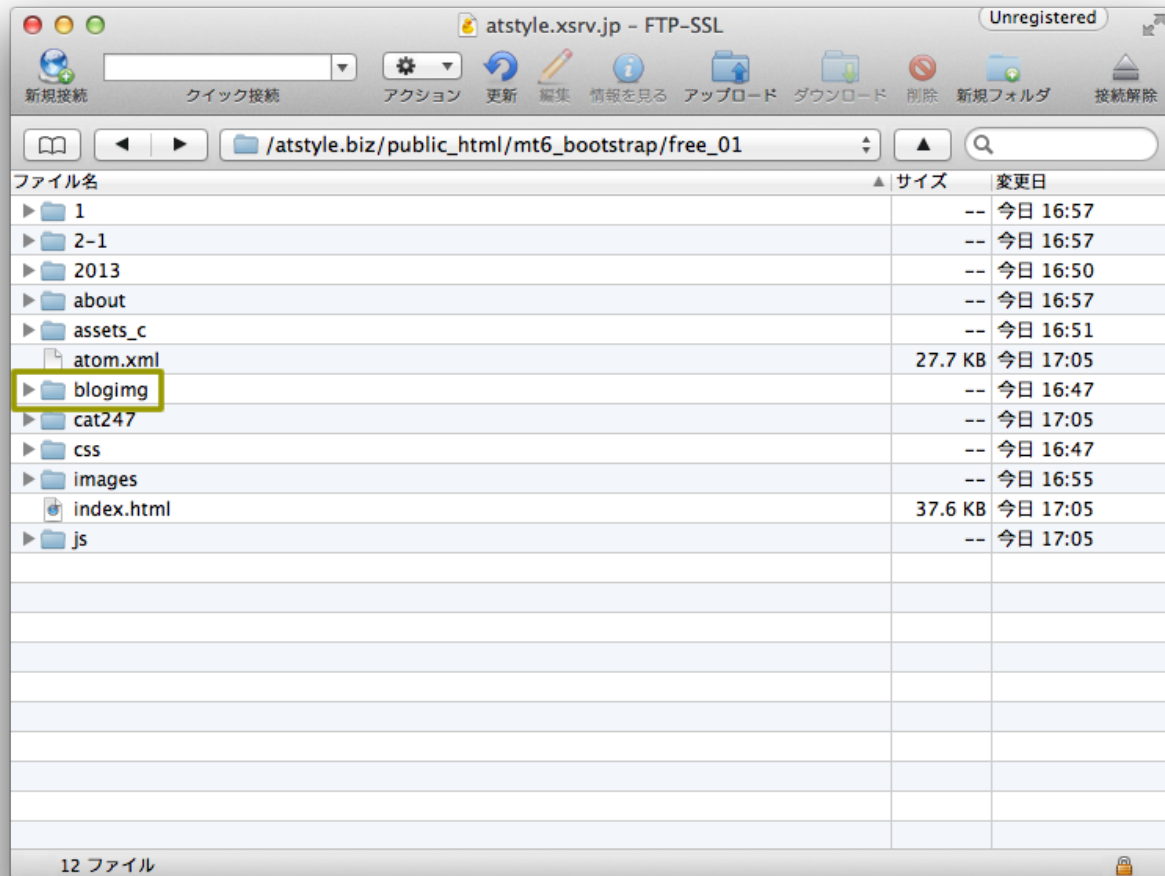 atstyle.xsrv.jp – FTP-SSL
Unregistered
新規接続 クイック接続 アクション 更新 編集 情報を見る アップロード ダウンロード 削除 新規フォルダ 接続解除
/atstyle.biz/public_html/mt6_bootstrap/free_01
ファイル名 サイズ 変更日
1 -- 今日 16:57
2-1 -- 今日 16:57
2013 -- 今日 16:50
about -- 今日 16:57
assets_c -- 今日 16:51
atom.xml 27.7 KB 今日 17:05
blogimg -- 今日 16:47
cat247 -- 今日 17:05
css -- 今日 16:47
images -- 今日 16:55
index.html 37.6 KB 今日 17:05
js -- 今日 17:05
12 ファイル